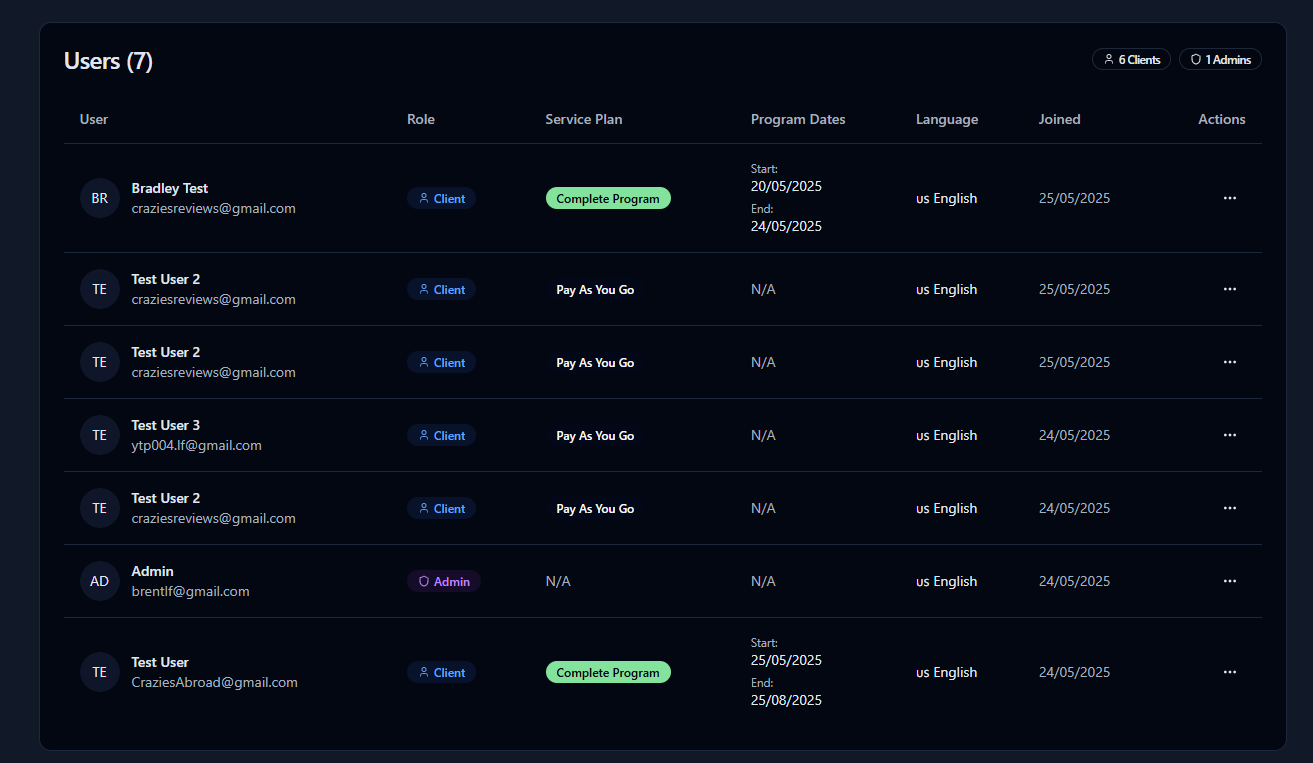 Users (7)
6 Clients
1 Admins
User Role Service Plan Program Dates Language Joined Actions
BR
Bradley Test
craziesreviews@gmail.com
Client
Complete Program
Start:
20/05/2025
End:
24/05/2025
us English
25/05/2025
TE
Test User 2
craziesreviews@gmail.com
Client
Pay As You Go
N/A
us English
25/05/2025
TE
Test User 2
craziesreviews@gmail.com
Client
Pay As You Go
N/A
us English
25/05/2025
TE
Test User 3
ytp004.lf@gmail.com
Client
Pay As You Go
N/A
us English
24/05/2025
TE
Test User 2
craziesreviews@gmail.com
Client
Pay As You Go
N/A
us English
24/05/2025
AD
Admin
brentlf@gmail.com
Admin
N/A
N/A
us English
24/05/2025
TE
Test User
CraziesAbroad@gmail.com
Client
Complete Program
Start:
25/05/2025
End:
25/08/2025
us English
24/05/2025